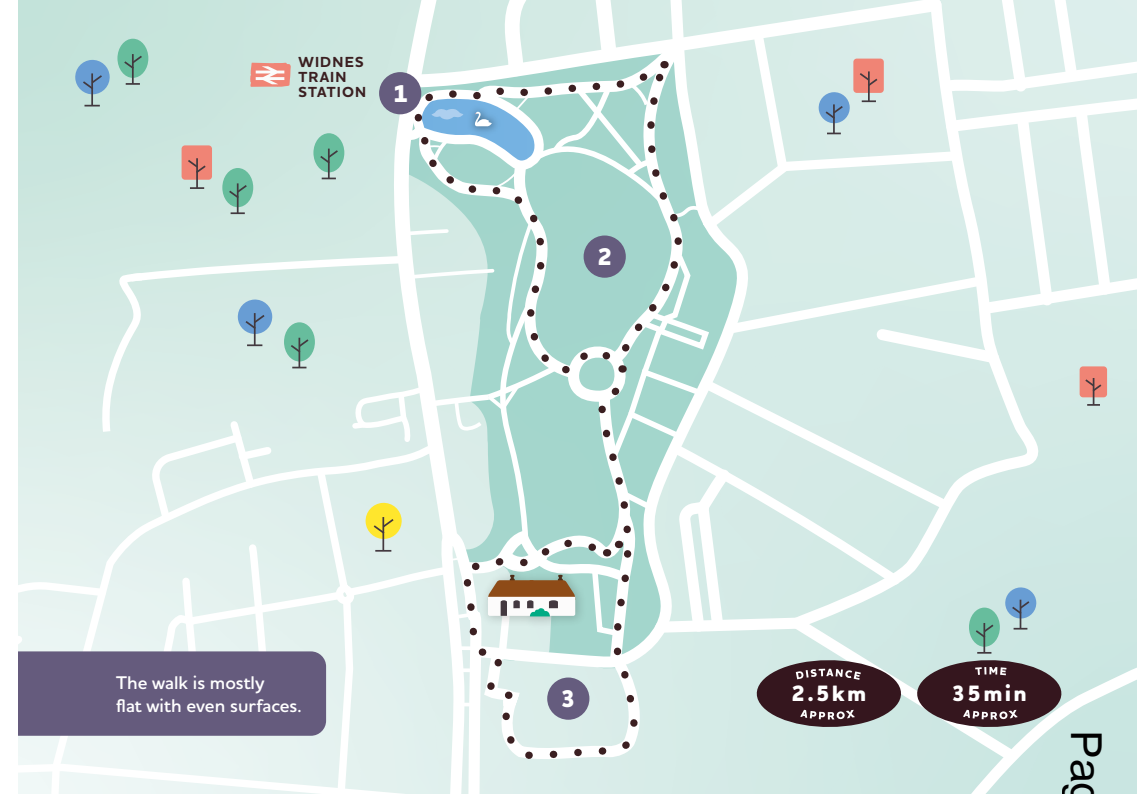 WIDNES
TRAIN
STATION
1
2
3
The walk is mostly
flat with even surfaces.
DISTANCE
2.5km
APPROX
TIME
35min
APPROX